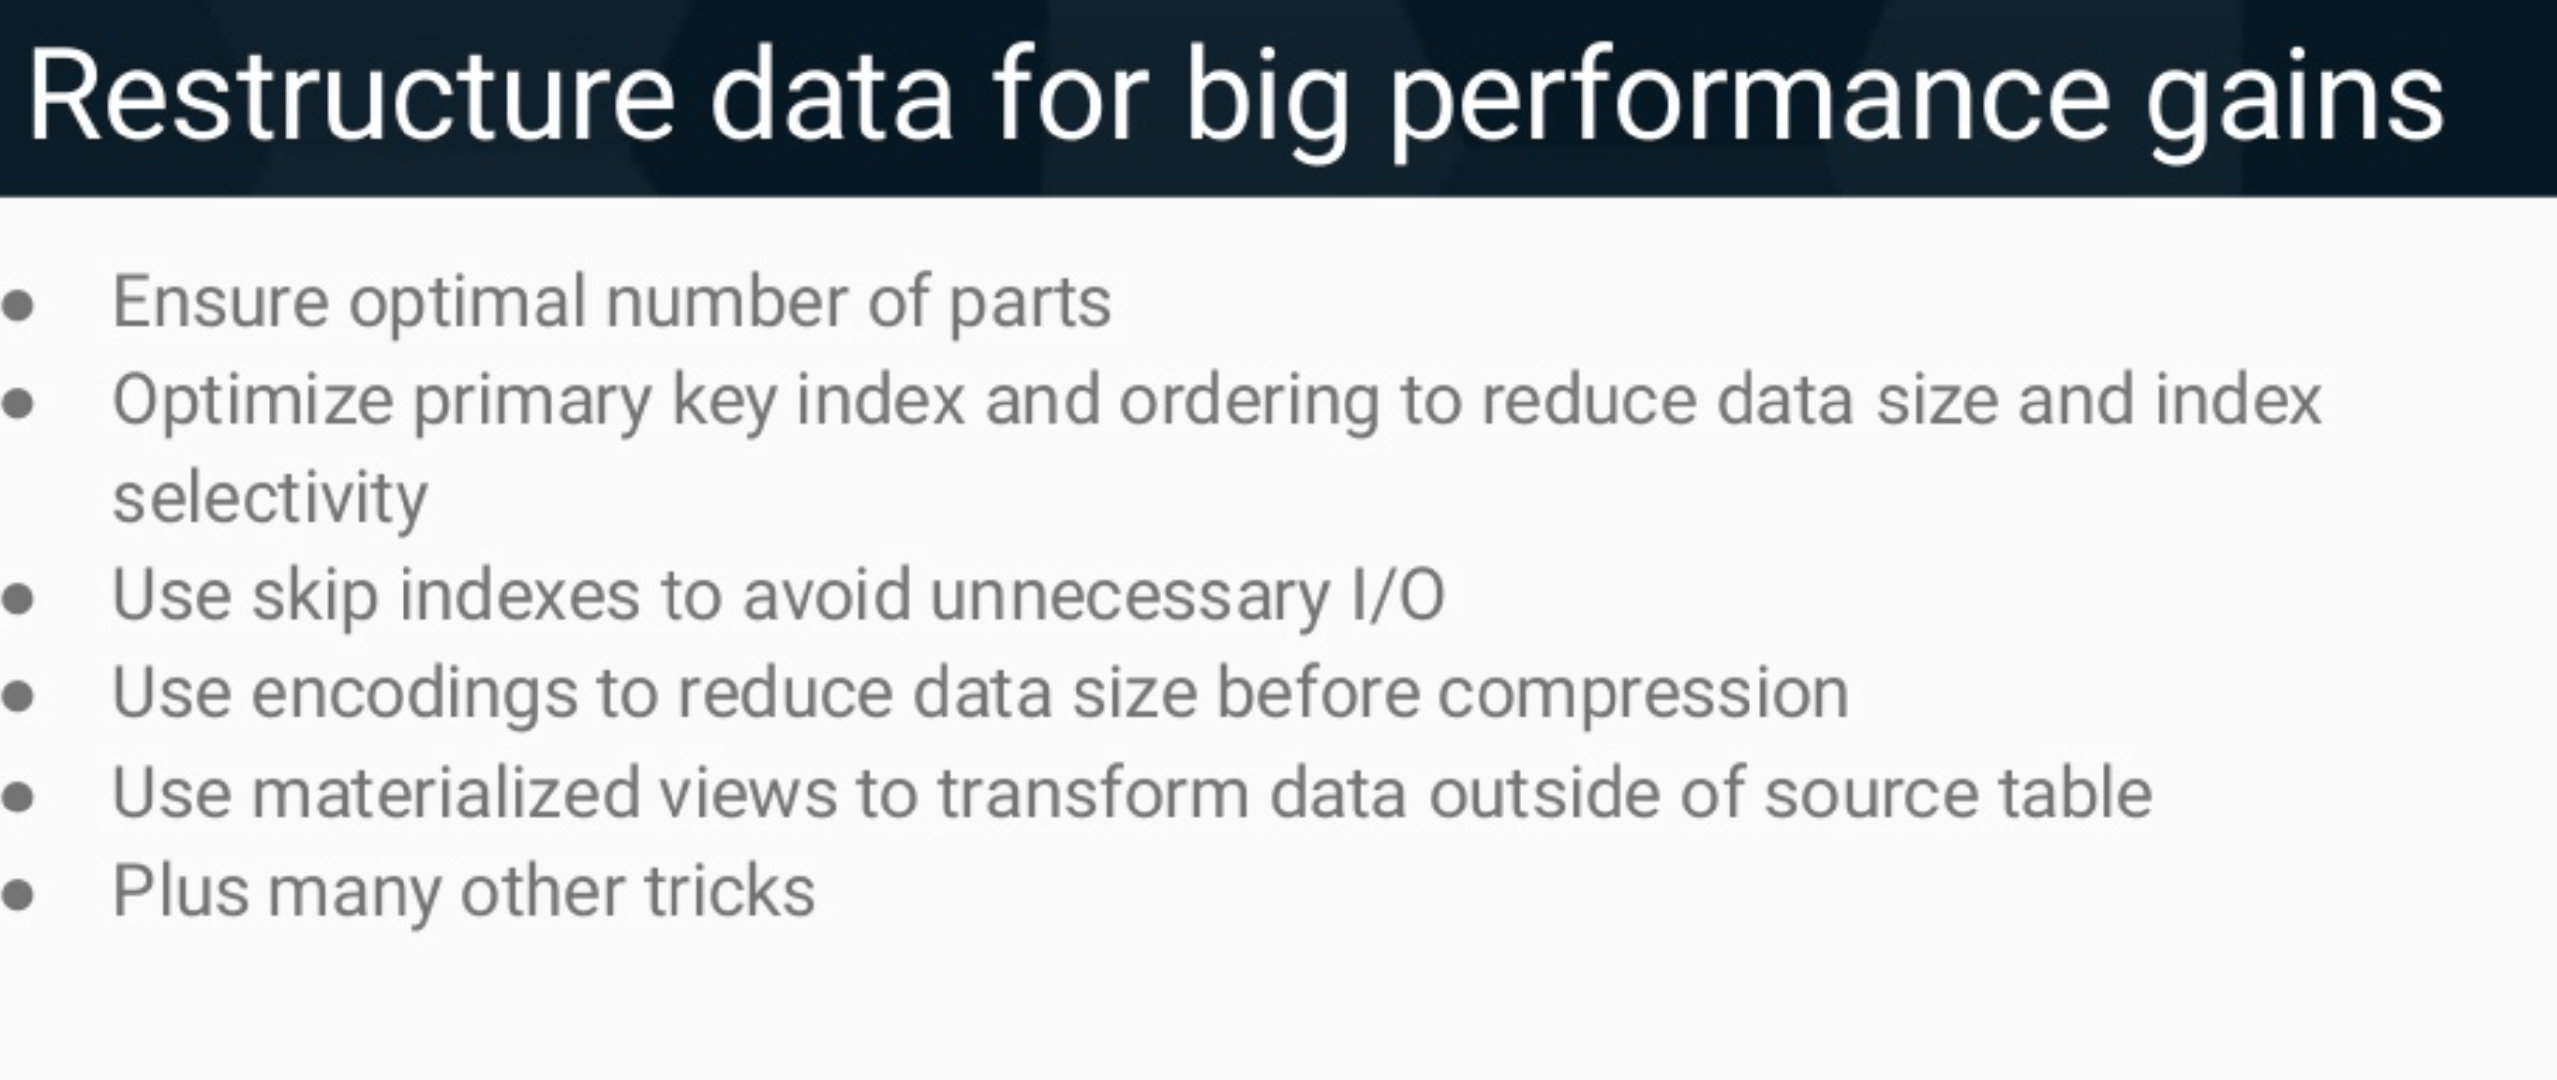 Restructure data for big performance gains
● Ensure optimal number of parts
● Optimize primary key index and ordering to reduce data size and index
selectivity
● Use skip indexes to avoid unnecessary I/O
● Use encodings to reduce data size before compression
● Use materialized views to transform data outside of source table
● Plus many other tricks